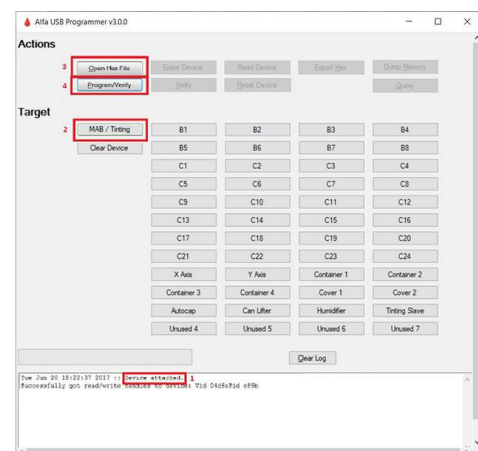 Alfa USB Programmer v3.0.0
Actions
3 Open Hex File Erase Device Read Device Export Hex Dump Memory
4 Program/Verify Verify Reset Device Query
Target
2 MAB / Tinting B1 B2 B3 B4
Clear Device B5 B6 B7 B8
C1 C2 C3 C4
C5 C6 C7 C8
C9 C10 C11 C12
C13 C14 C15 C16
C17 C18 C19 C20
C21 C22 C23 C24
X Axis Y Axis Container 1 Container 2
Container 3 Container 4 Cover 1 Cover 2
Autocap Can Lifter Humidifier Tinting Slave
Unused 4 Unused 5 Unused 6 Unused 7
Clear Log
Tue Jun 20 18:22:37 2017 :: Device attached. 1
Successfully got read/write handles to device: Vid 04d8&Pid e89b